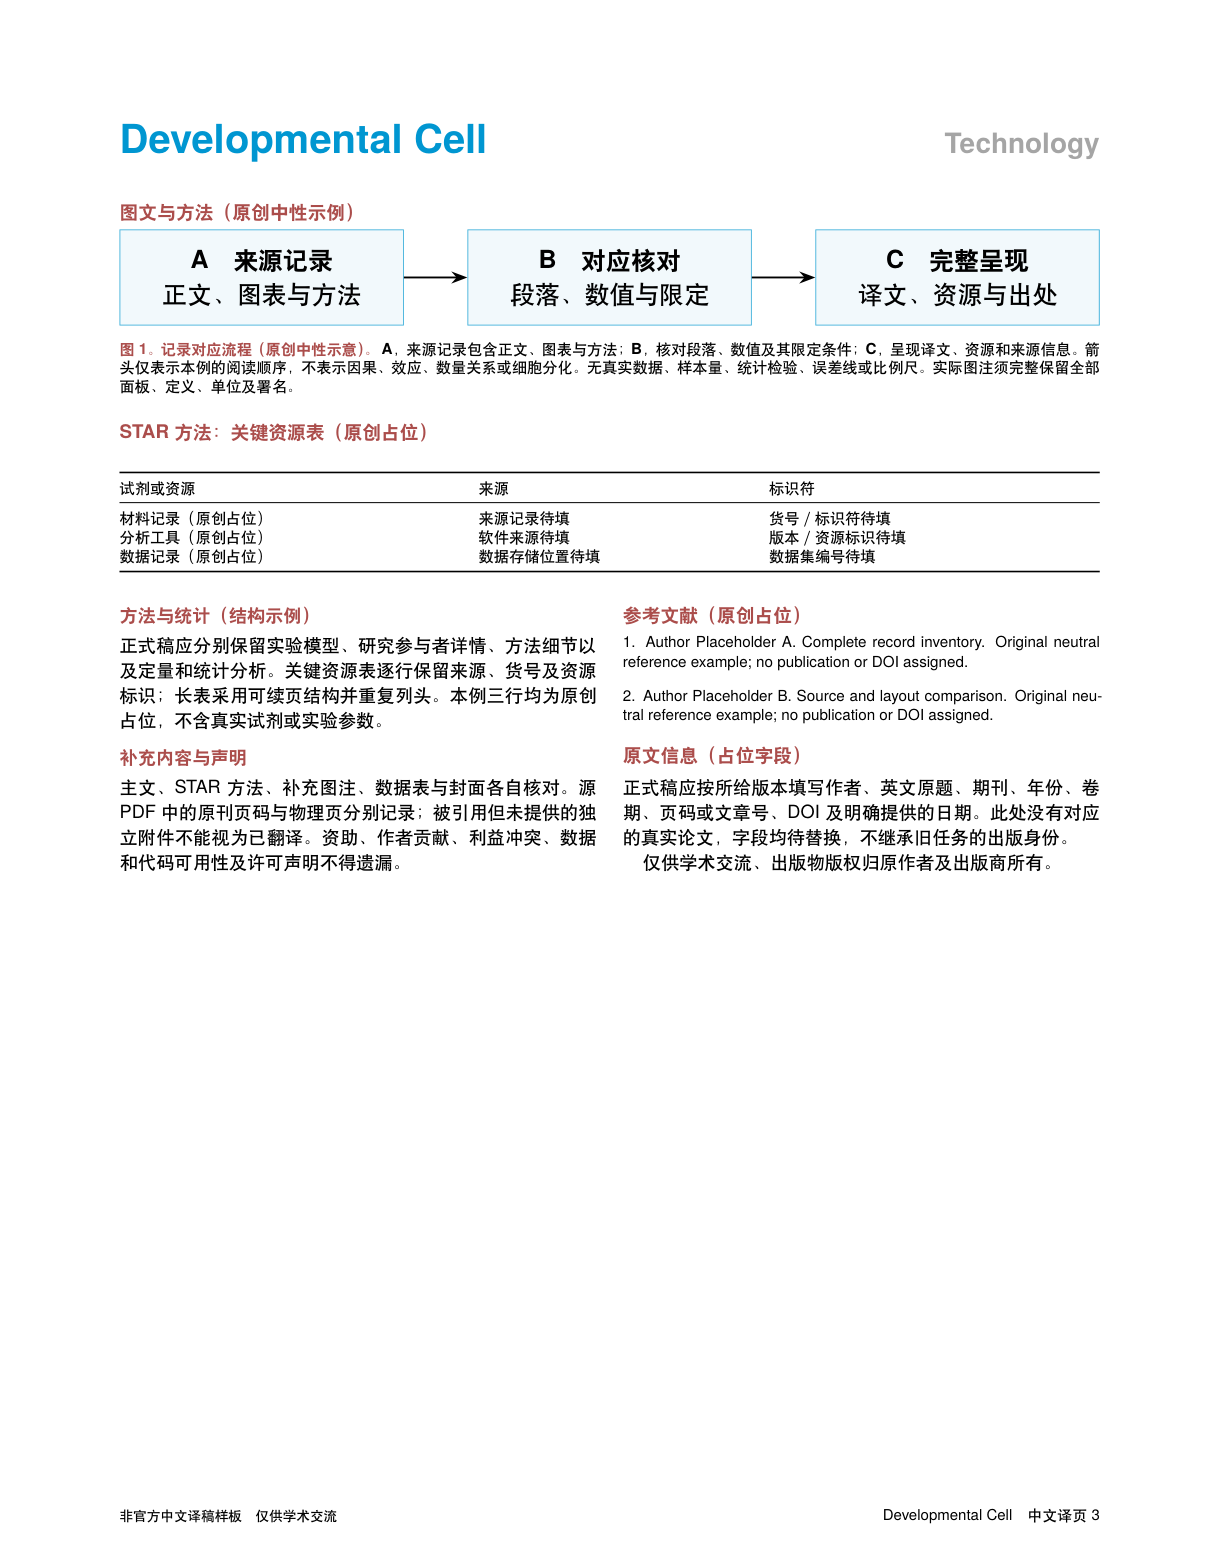 Developmental Cell
Technology
图文与方法（原创中性示例）
A 来源记录
正文、图表与方法
B 对应核对
段落、数值与限定
C 完整呈现
译文、资源与出处
图 1。记录对应流程（原创中性示意）。A，来源记录包含正文、图表与方法；B，核对段落、数值及其限定条件；C，呈现译文、资源和来源信息。箭
头仅表示本例的阅读顺序，不表示因果、效应、数量关系或细胞分化。无真实数据、样本量、统计检验、误差线或比例尺。实际图注须完整保留全部
面板、定义、单位及署名。
STAR 方法：关键资源表（原创占位）
试剂或资源 来源 标识符
材料记录（原创占位） 来源记录待填 货号 / 标识符待填
分析工具（原创占位） 软件来源待填 版本 / 资源标识待填
数据记录（原创占位） 数据存储位置待填 数据集编号待填
方法与统计（结构示例）
正式稿应分别保留实验模型、研究参与者详情、方法细节以
及定量和统计分析。关键资源表逐行保留来源、货号及资源
标识；长表采用可续页结构并重复列头。本例三行均为原创
占位，不含真实试剂或实验参数。
补充内容与声明
主文、STAR 方法、补充图注、数据表与封面各自核对。源
PDF 中的原刊页码与物理页分别记录；被引用但未提供的独
立附件不能视为已翻译。资助、作者贡献、利益冲突、数据
和代码可用性及许可声明不得遗漏。
参考文献（原创占位）
1. Author Placeholder A. Complete record inventory. Original neutral
reference example; no publication or DOI assigned.
2. Author Placeholder B. Source and layout comparison. Original neu-
tral reference example; no publication or DOI assigned.
原文信息（占位字段）
正式稿应按所给版本填写作者、英文原题、期刊、年份、卷
期、页码或文章号、DOI 及明确提供的日期。此处没有对应
的真实论文，字段均待替换，不继承旧任务的出版身份。
仅供学术交流、出版物版权归原作者及出版商所有。
非官方中文译稿样板 仅供学术交流
Developmental Cell 中文译页 3